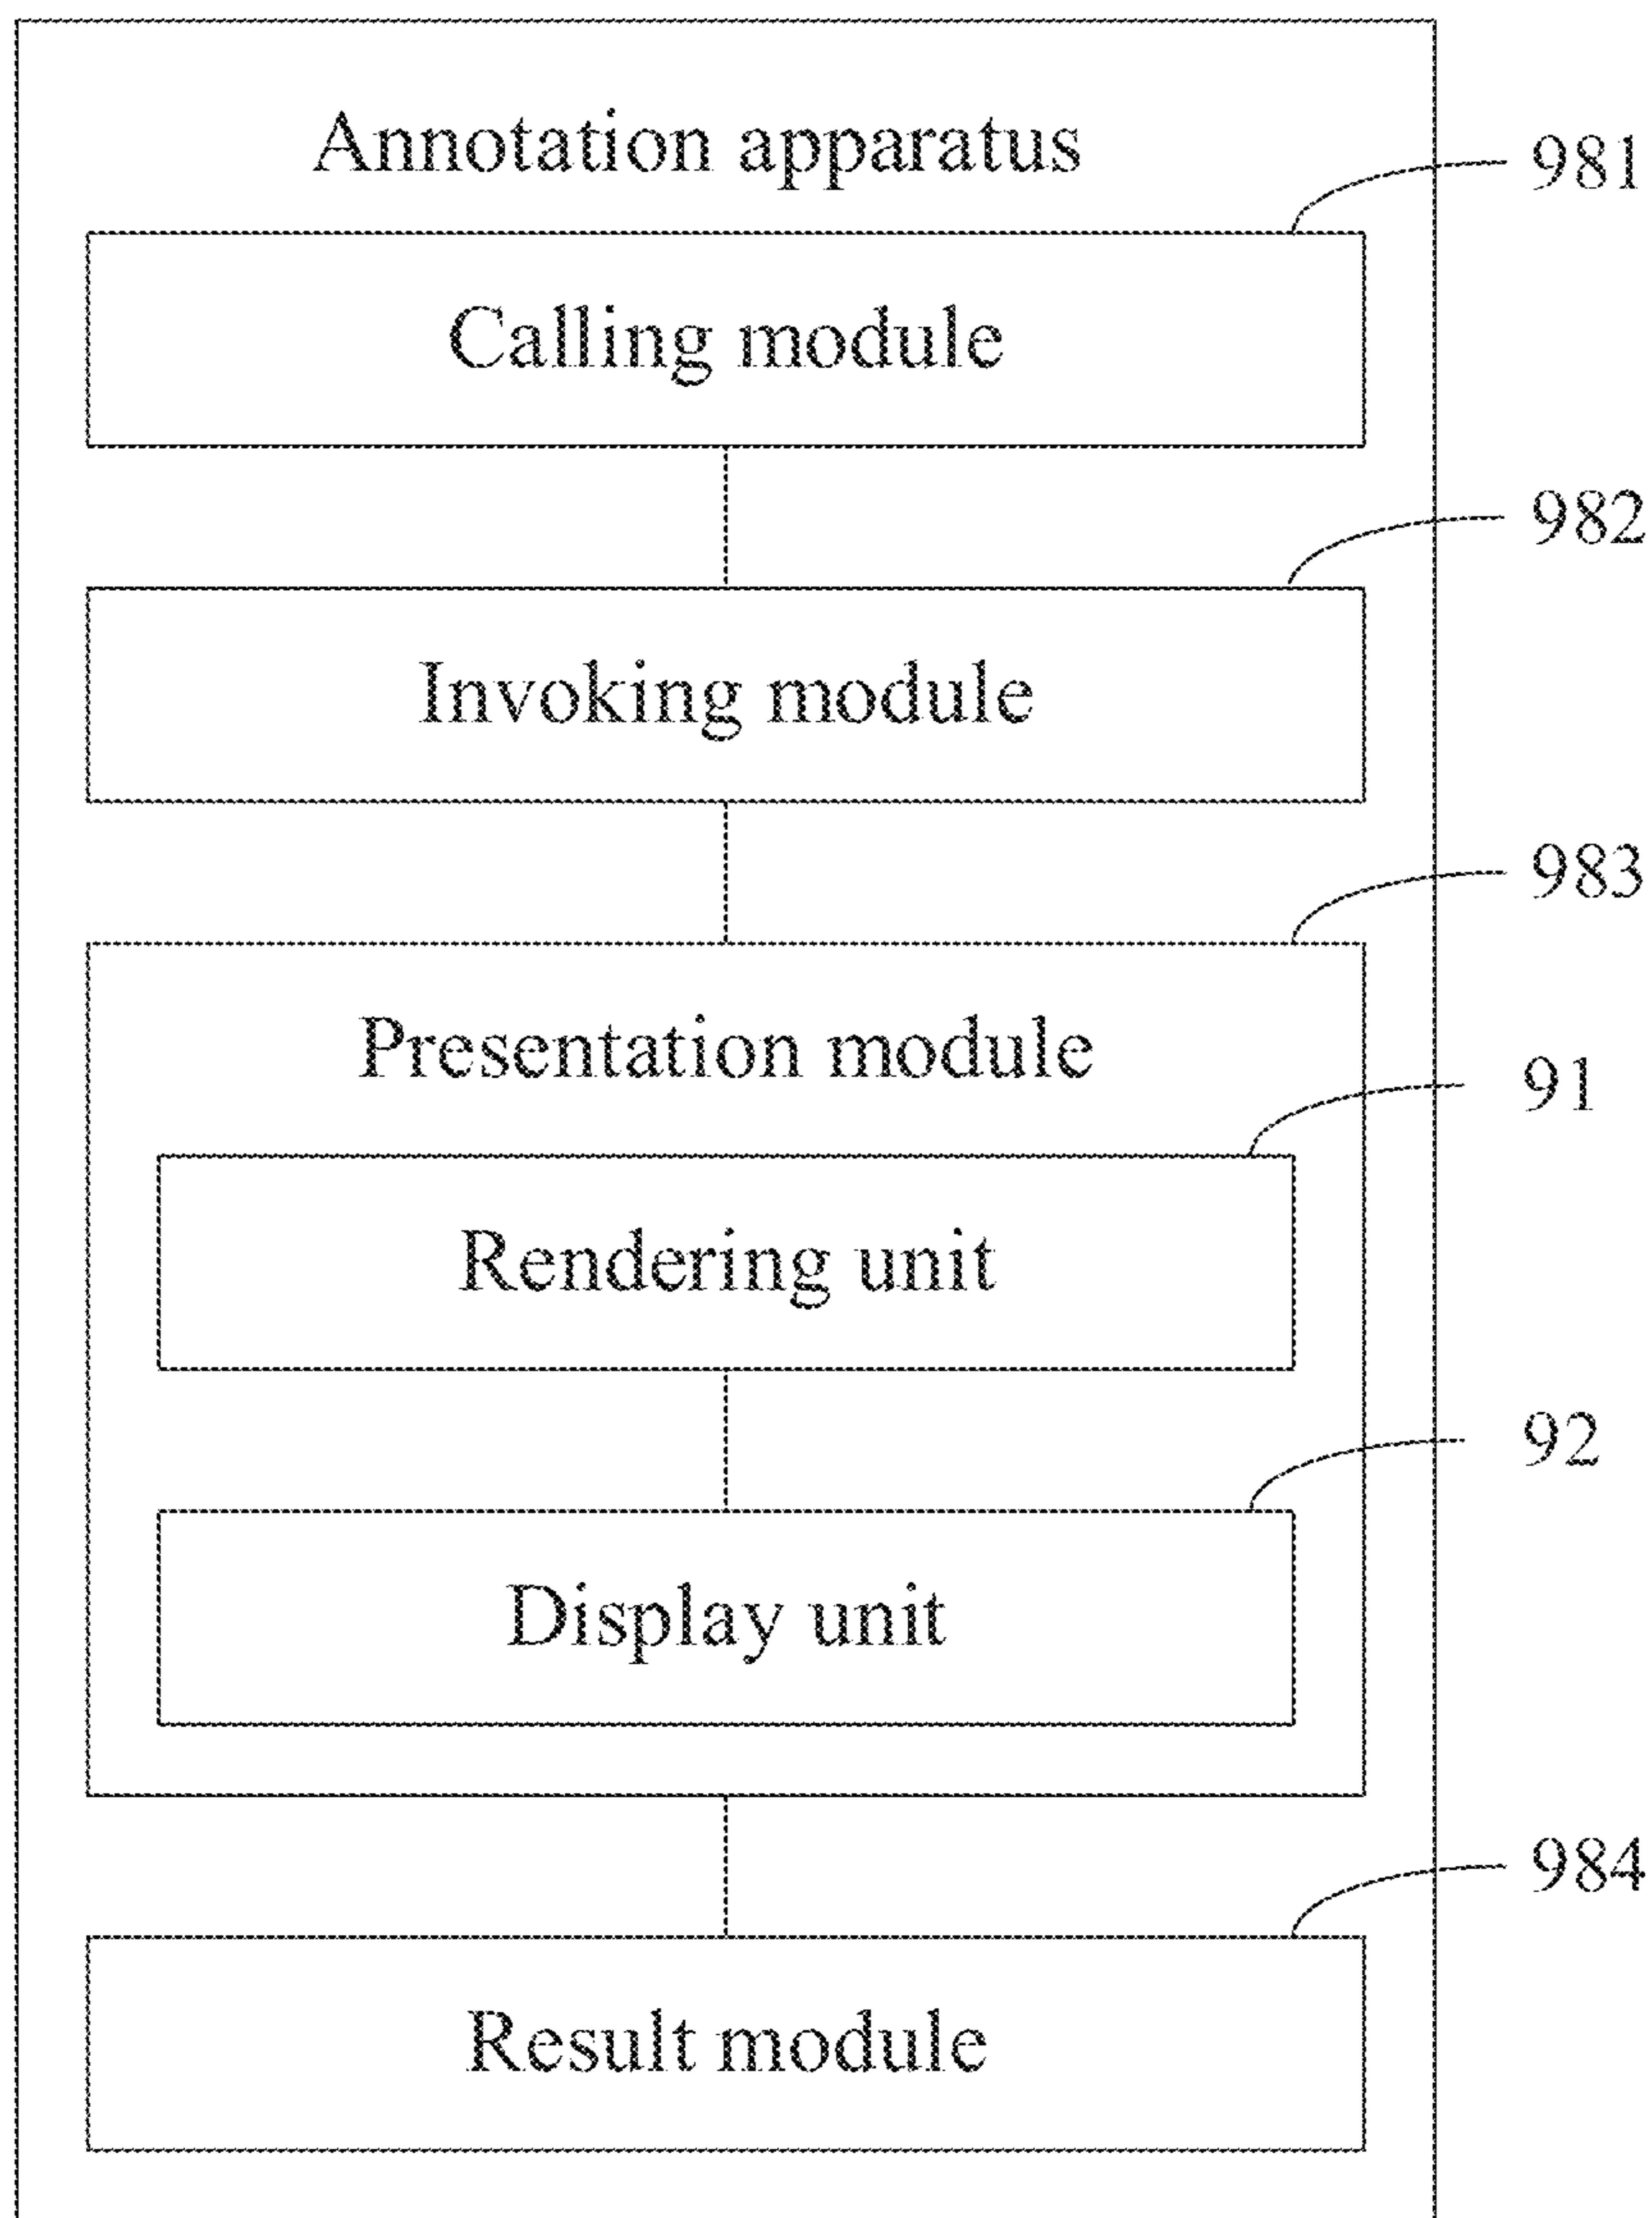 Annotation apparatus
981
Calling module
982
Invoking module
983
Presentation module
91
Rendering unit
92
Display unit
984
Result module